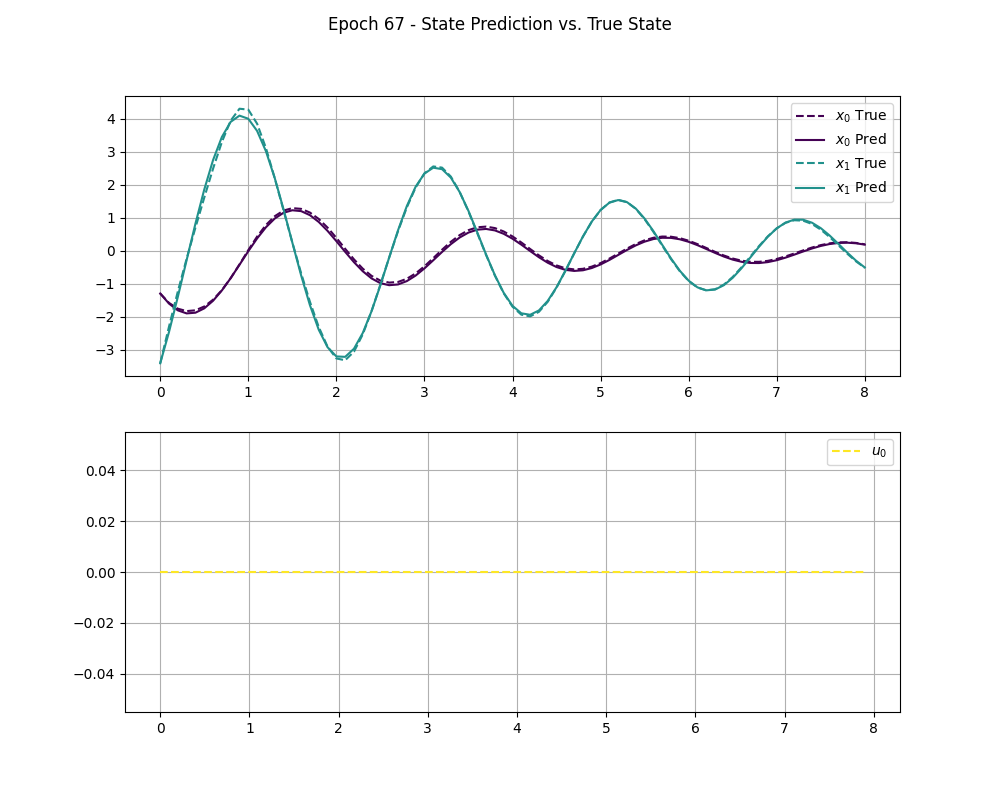 Epoch 67 - State Prediction vs. True State
4
3
2
1
0
−1
−2
−3
x₀ True
x₀ Pred
x₁ True
x₁ Pred
0 1 2 3 4 5 6 7 8
0.04
0.02
0.00
−0.02
−0.04
u₀
0 1 2 3 4 5 6 7 8